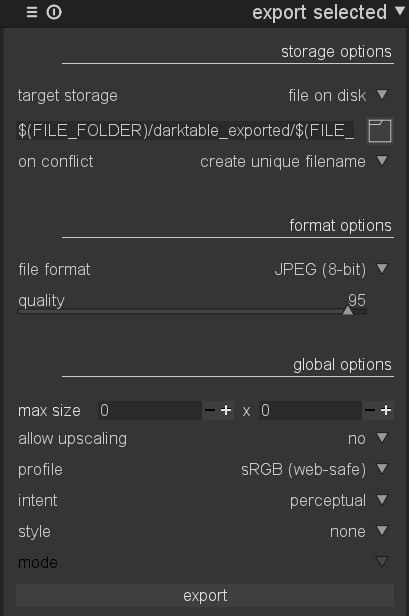 export selected
storage options
target storage file on disk
$(FILE_FOLDER)/darktable_exported/$(FILE_
on conflict create unique filename
format options
file format JPEG (8-bit)
quality 95
global options
max size 0 - + x 0 - +
allow upscaling no
profile sRGB (web-safe)
intent perceptual
style none
mode
export